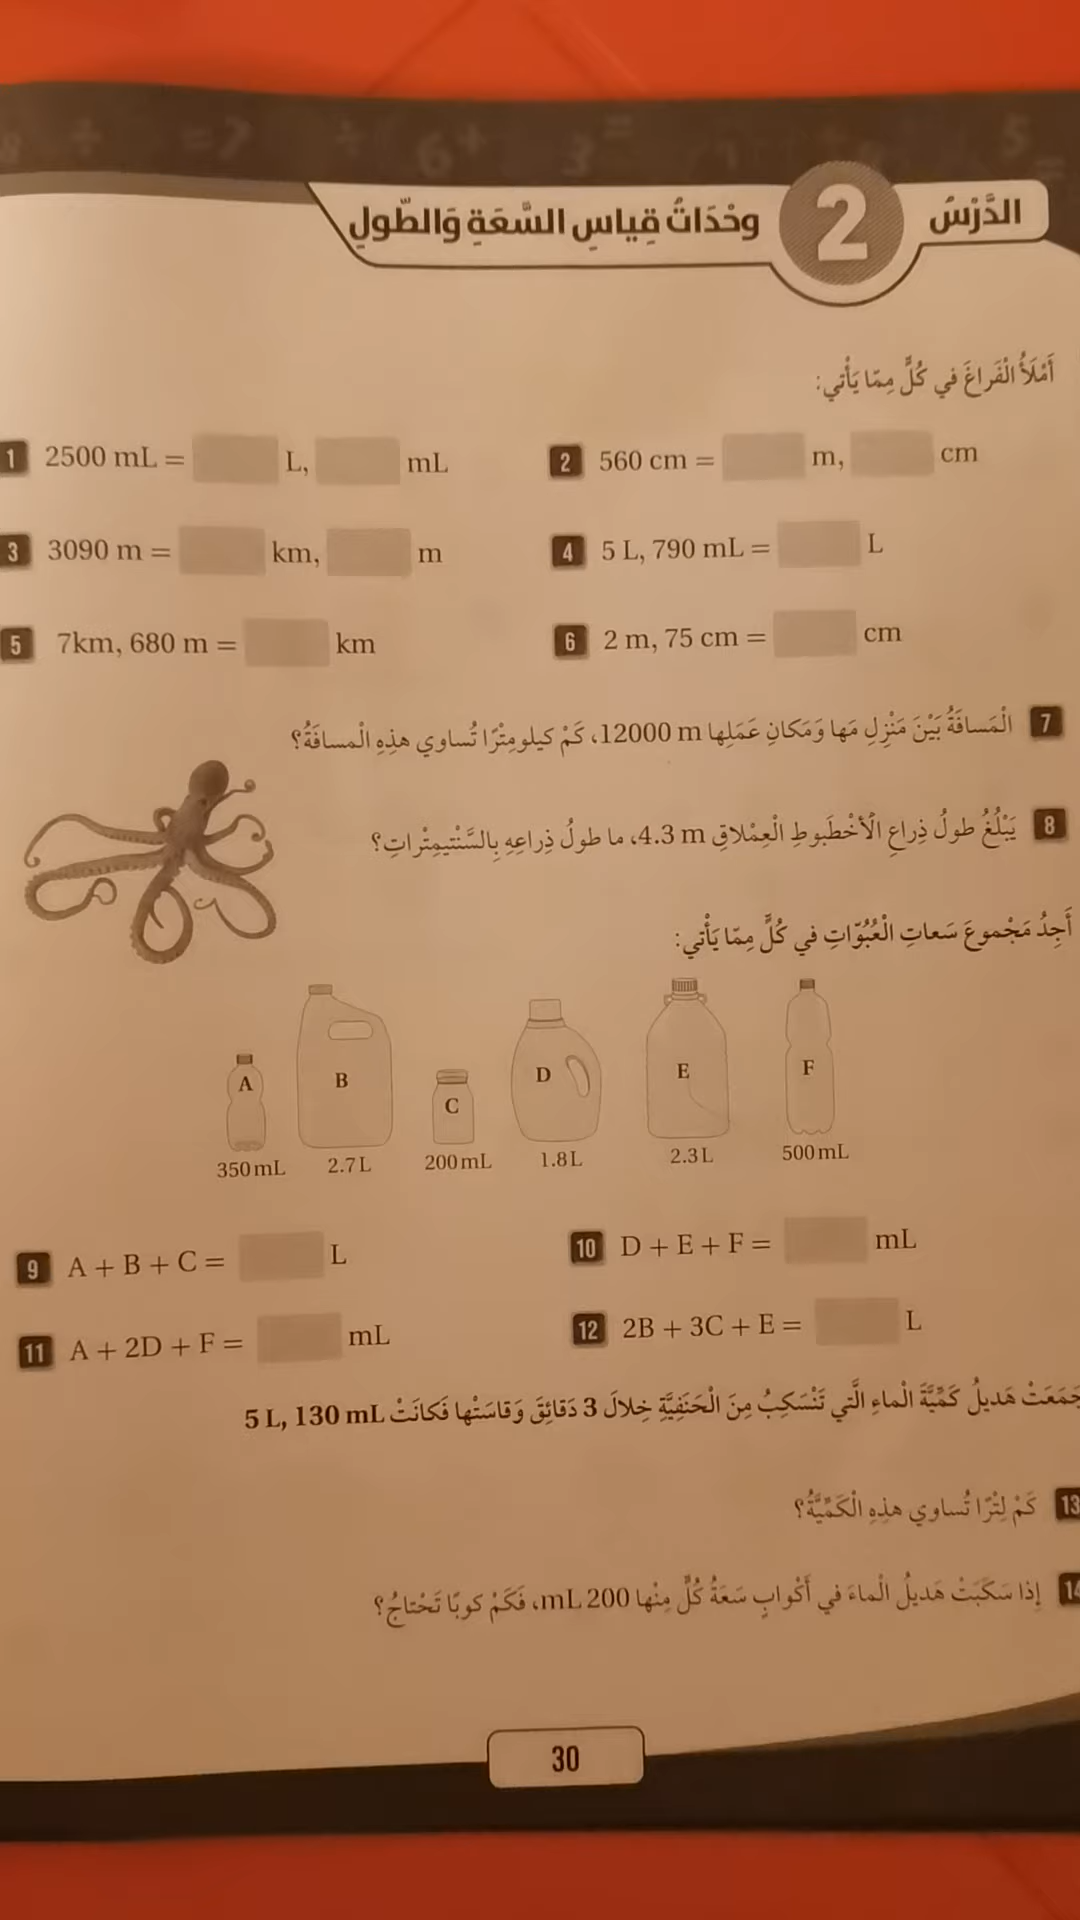 الدَّرْسُ 2 وحْدَاتُ قِياسِ السَّعَةِ وَالطّولِ
أَمْلَأُ الْفَراغَ في كُلٍّ مِمّا يَأْتي:
1 2500 mL = L, mL
2 560 cm = m, cm
3 3090 m = km, m
4 5 L, 790 mL = L
5 7km, 680 m = km
6 2 m, 75 cm = cm
7 الْمَسافَةُ بَيْنَ مَنْزِلِ مَها وَمَكانِ عَمَلِها 12000 m، كَمْ كيلومِتْرًا تُساوي هذِهِ الْمسافَةُ؟
8 يَبْلُغُ طولُ ذِراعِ الْأَخْطَبوطِ الْعِمْلاقِ 4.3 m، ما طولُ ذِراعِهِ بِالسَّنْتيمِتْراتِ؟
أَجِدُ مَجْموعَ سَعاتِ الْعُبُوّاتِ في كُلٍّ مِمّا يَأْتي:
A B C D E F
350 mL 2.7 L 200 mL 1.8 L 2.3 L 500 mL
9 A + B + C = L
10 D + E + F = mL
11 A + 2D + F = mL
12 2B + 3C + E = L
جَمَعَتْ هَديلُ كَمِّيَّةَ الْماءِ الَّتي تَنْسَكِبُ مِنَ الْحَنَفِيَّةِ خِلالَ 3 دَقائِقَ وَقاسَتْها فَكانَتْ 5 L, 130 mL
13 كَمْ لِتْرًا تُساوي هذِهِ الْكَمِّيَّةُ؟
14 إِذا سَكَبَتْ هَديلُ الْماءَ في أَكْوابٍ سَعَةُ كُلٍّ مِنْها 200 mL، فَكَمْ كوبًا تَحْتاجُ؟
30